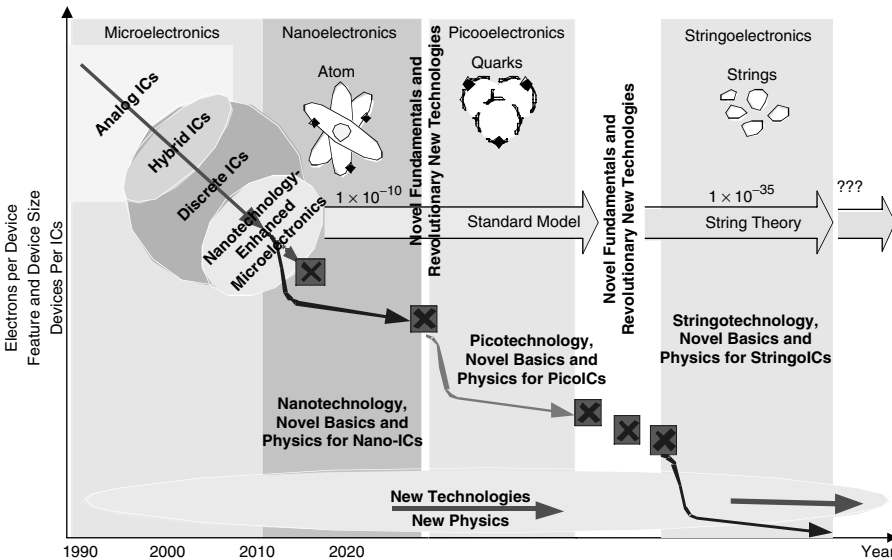 Microelectronics
Nanoelectronics
Picooelectronics
Stringoelectronics
Atom
Quarks
Strings
Analog ICs
Hybrid ICs
Discrete ICs
Nanotechnology-
Enhanced
Microelectronics
1 × 10⁻¹⁰
Novel Fundamentals and
Revolutionary New Technologies
Standard Model
Novel Fundamentals and
Revolutionary New Technologies
1 × 10⁻³⁵
String Theory
???
Electrons per Device
Feature and Device Size
Devices Per ICs
Nanotechnology,
Novel Basics and
Physics for Nano-ICs
Picotechnology,
Novel Basics and
Physics for PicoICs
Stringotechnology,
Novel Basics and
Physics for StringoICs
New Technologies
New Physics
1990
2000
2010
2020
Year